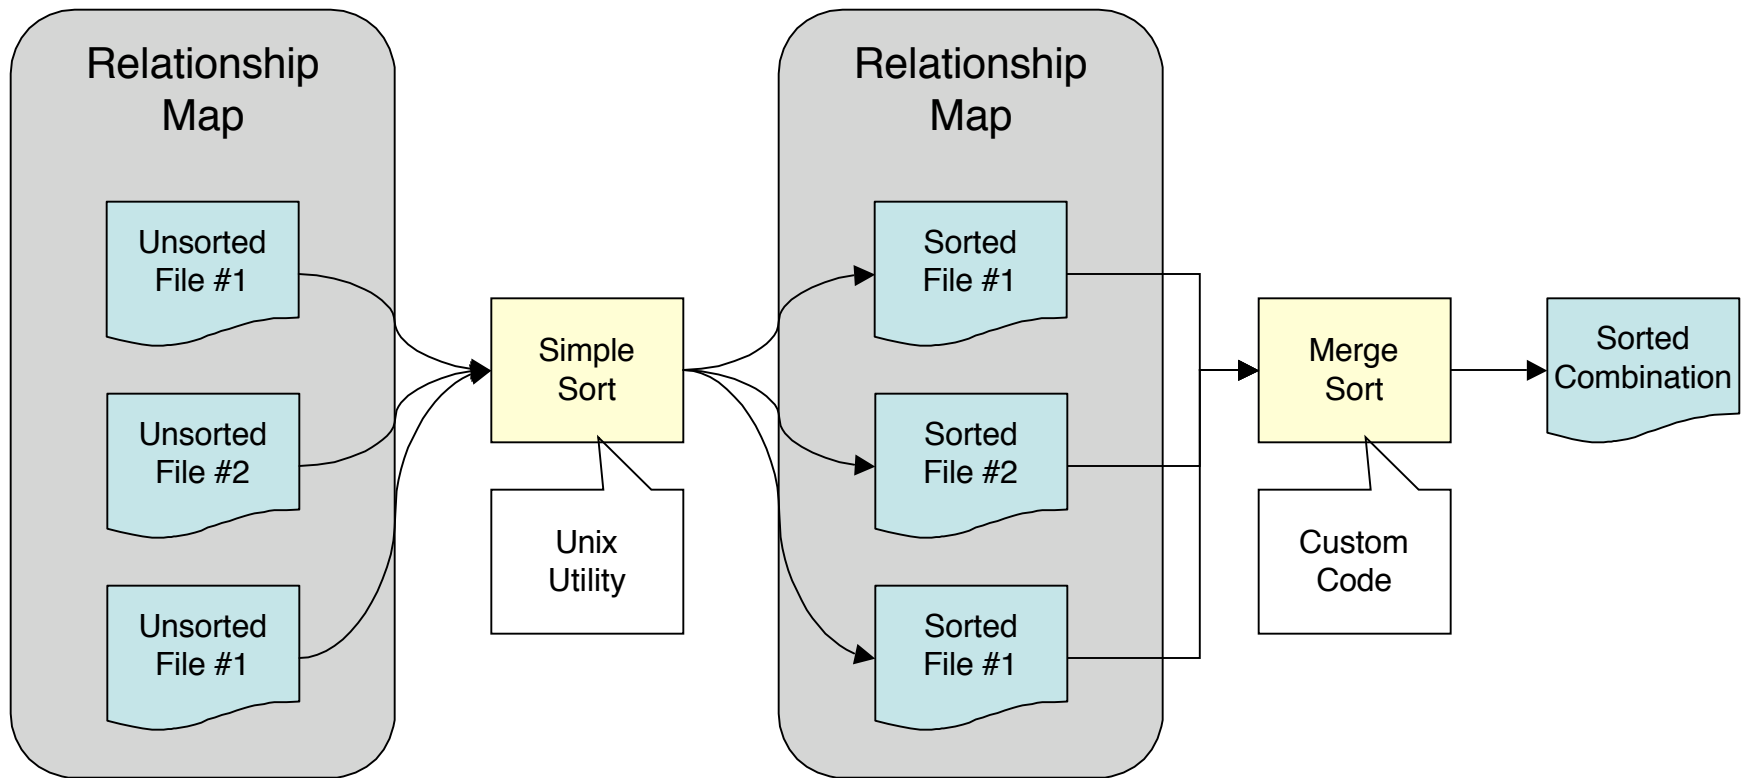 Relationship
Map
Unsorted
File #1
Unsorted
File #2
Unsorted
File #1
Simple
Sort
Unix
Utility
Relationship
Map
Sorted
File #1
Sorted
File #2
Sorted
File #1
Merge
Sort
Custom
Code
Sorted
Combination